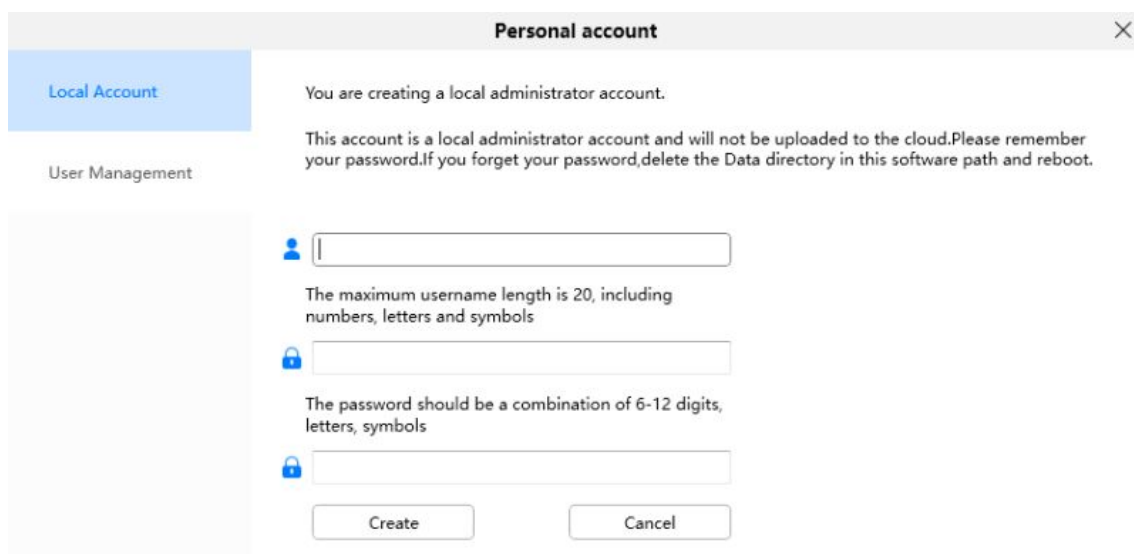 Personal account
Local Account
User Management
You are creating a local administrator account.
This account is a local administrator account and will not be uploaded to the cloud.Please remember
your password.If you forget your password,delete the Data directory in this software path and reboot.
The maximum username length is 20, including
numbers, letters and symbols
The password should be a combination of 6-12 digits,
letters, symbols
Create
Cancel